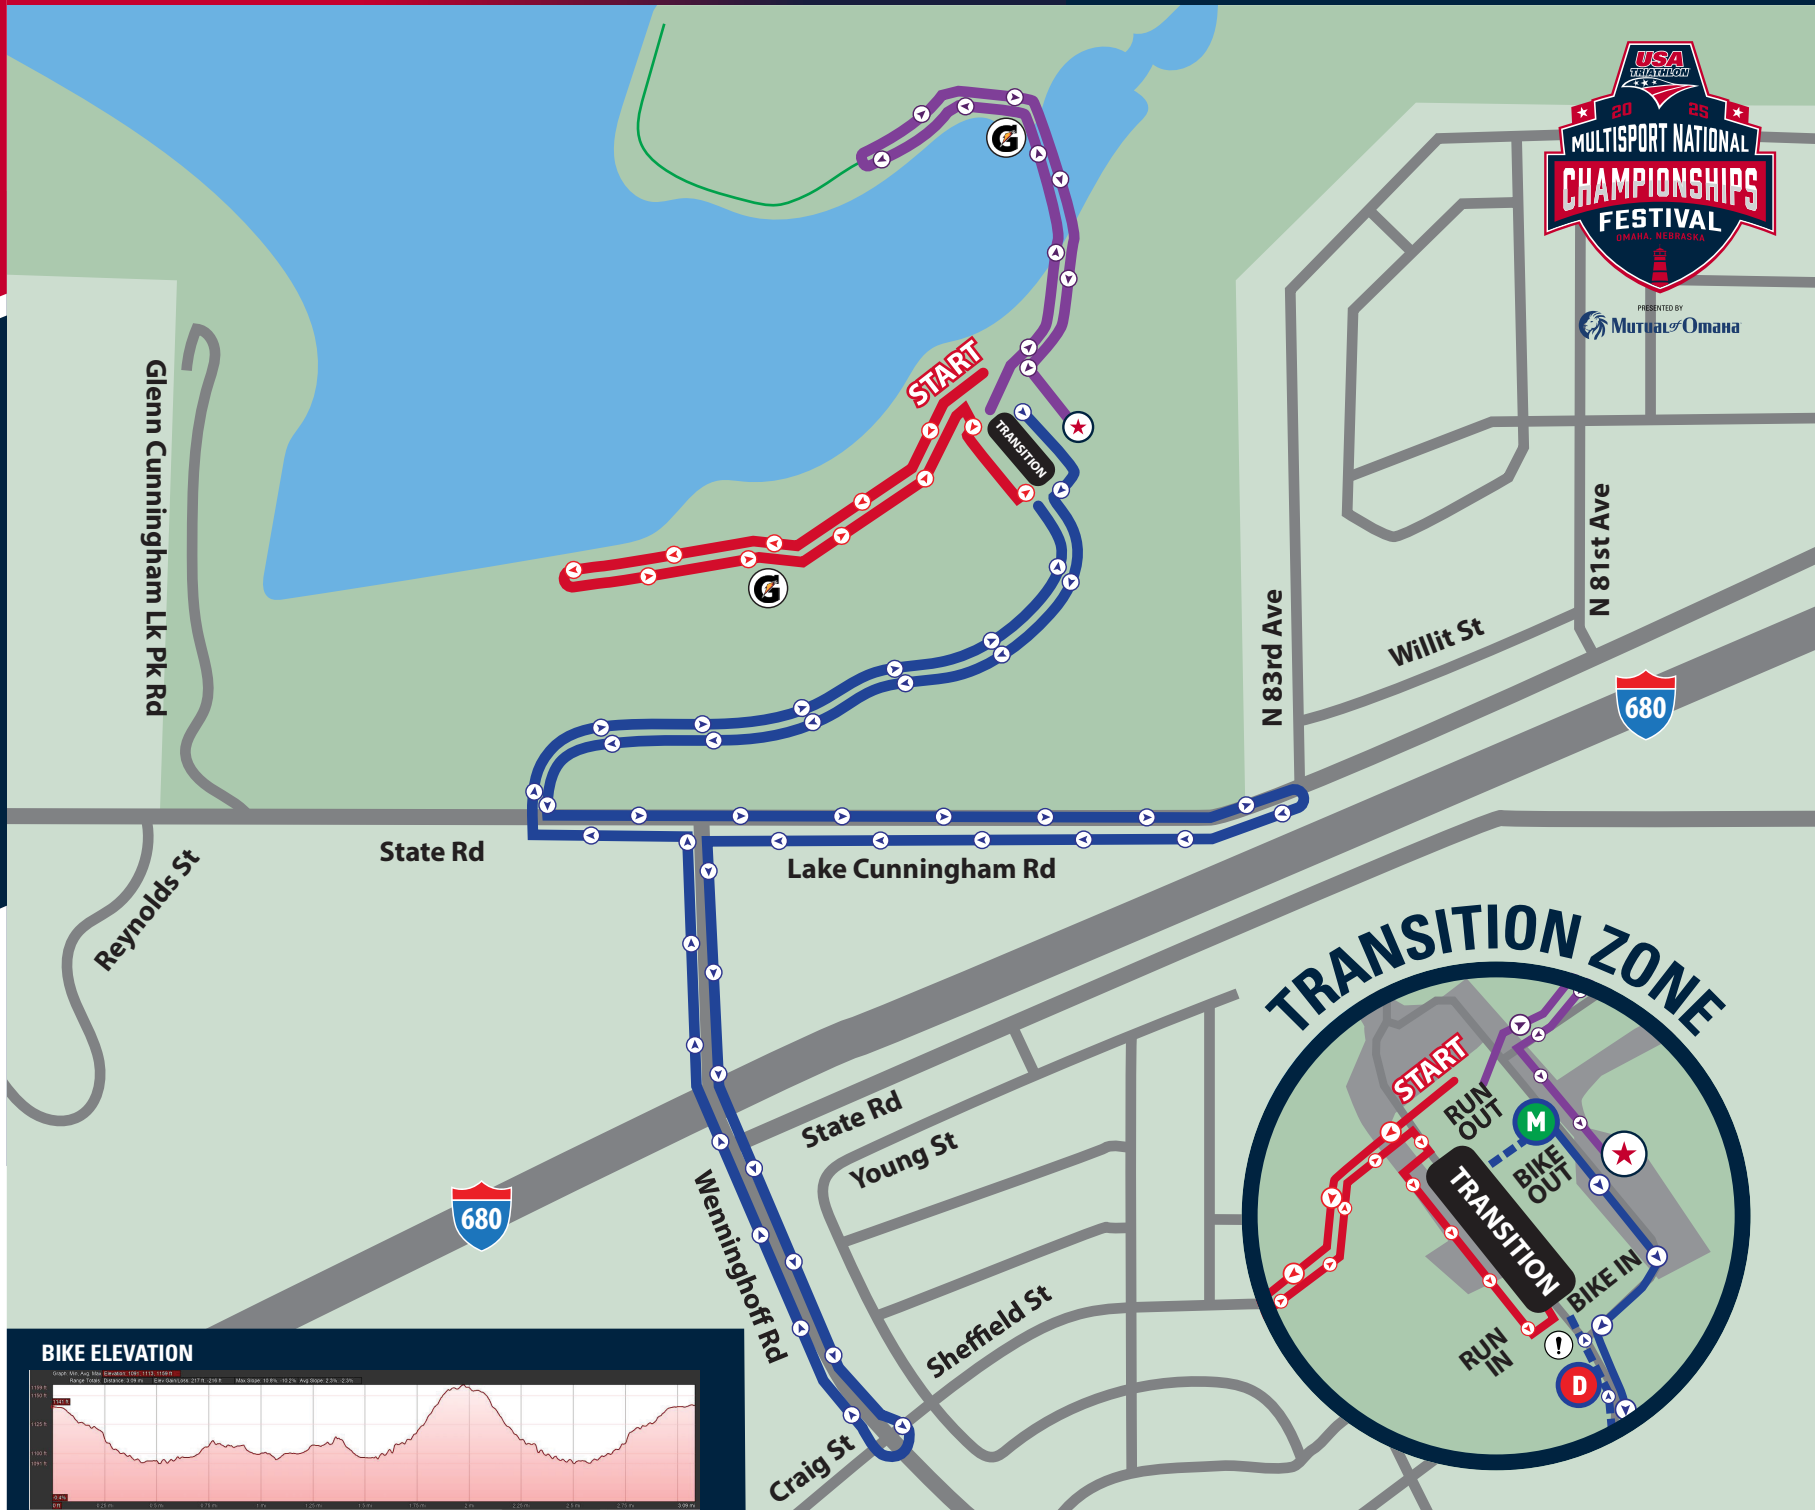 USA
TRIATHLON
20 25
MULTISPORT NATIONAL
CHAMPIONSHIPS
FESTIVAL
OMAHA, NEBRASKA
PRESENTED BY
Mutual of Omaha
G
START
TRANSITION
G
Glenn Cunningham Lk Pk Rd
N 83rd Ave
N 81st Ave
Willit St
680
State Rd
Lake Cunningham Rd
Reynolds St
State Rd
Young St
Wenninghoff Rd
680
Sheffield St
Craig St
TRANSITION ZONE
START
RUN
OUT
M
BIKE
OUT
TRANSITION
BIKE IN
RUN
IN
!
D
BIKE ELEVATION